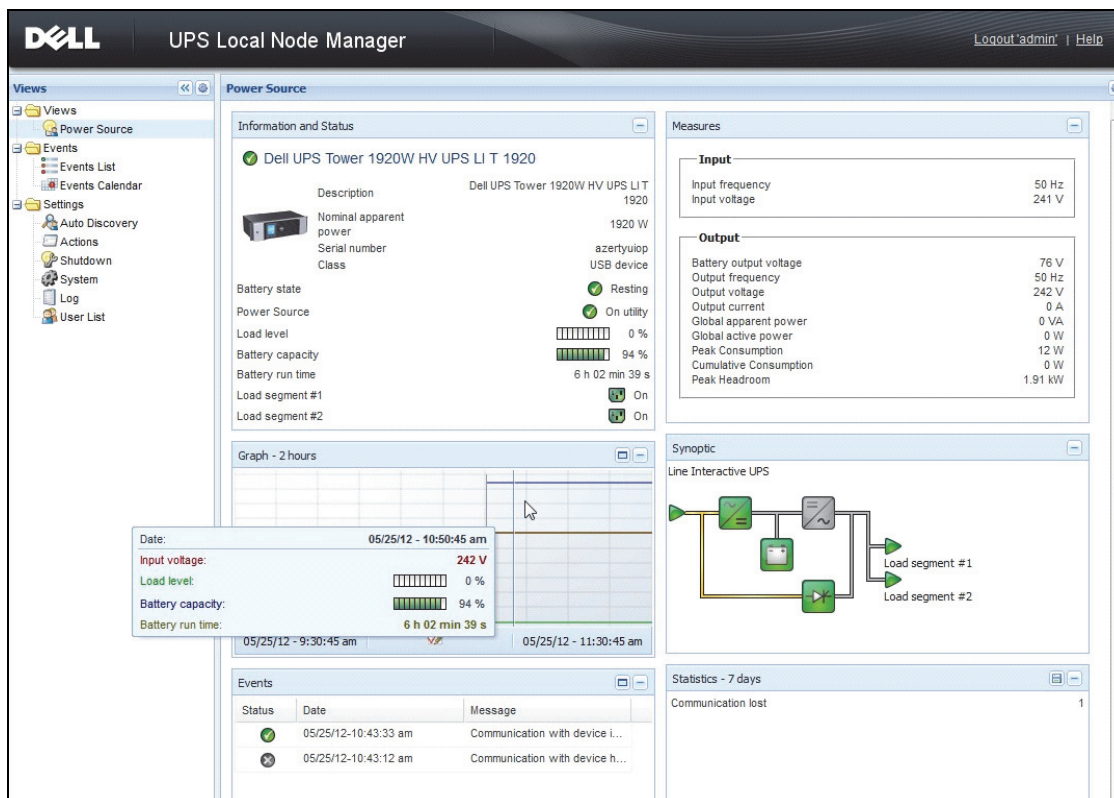 DELL
UPS Local Node Manager
Logout 'admin' | Help
Views
Views
Power Source
Events
Events List
Events Calendar
Settings
Auto Discovery
Actions
Shutdown
System
Log
User List
Power Source
Information and Status
Dell UPS Tower 1920W HV UPS LI T 1920
Description Dell UPS Tower 1920W HV UPS LI T
1920
Nominal apparent
power 1920 W
Serial number azertyuiop
Class USB device
Battery state Resting
Power Source On utility
Load level 0 %
Battery capacity 94 %
Battery run time 6 h 02 min 39 s
Load segment #1 On
Load segment #2 On
Measures
Input
Input frequency 50 Hz
Input voltage 241 V
Output
Battery output voltage 76 V
Output frequency 50 Hz
Output voltage 242 V
Output current 0 A
Global apparent power 0 VA
Global active power 0 W
Peak Consumption 12 W
Cumulative Consumption 0 W
Peak Headroom 1.91 kW
Graph - 2 hours
Date: 05/25/12 - 10:50:45 am
Input voltage: 242 V
Load level: 0 %
Battery capacity: 94 %
Battery run time: 6 h 02 min 39 s
05/25/12 - 9:30:45 am 05/25/12 - 11:30:45 am
Synoptic
Line Interactive UPS
Load segment #1
Load segment #2
Events
Status Date Message
05/25/12-10:43:33 am Communication with device i...
05/25/12-10:43:12 am Communication with device h...
Statistics - 7 days
Communication lost 1